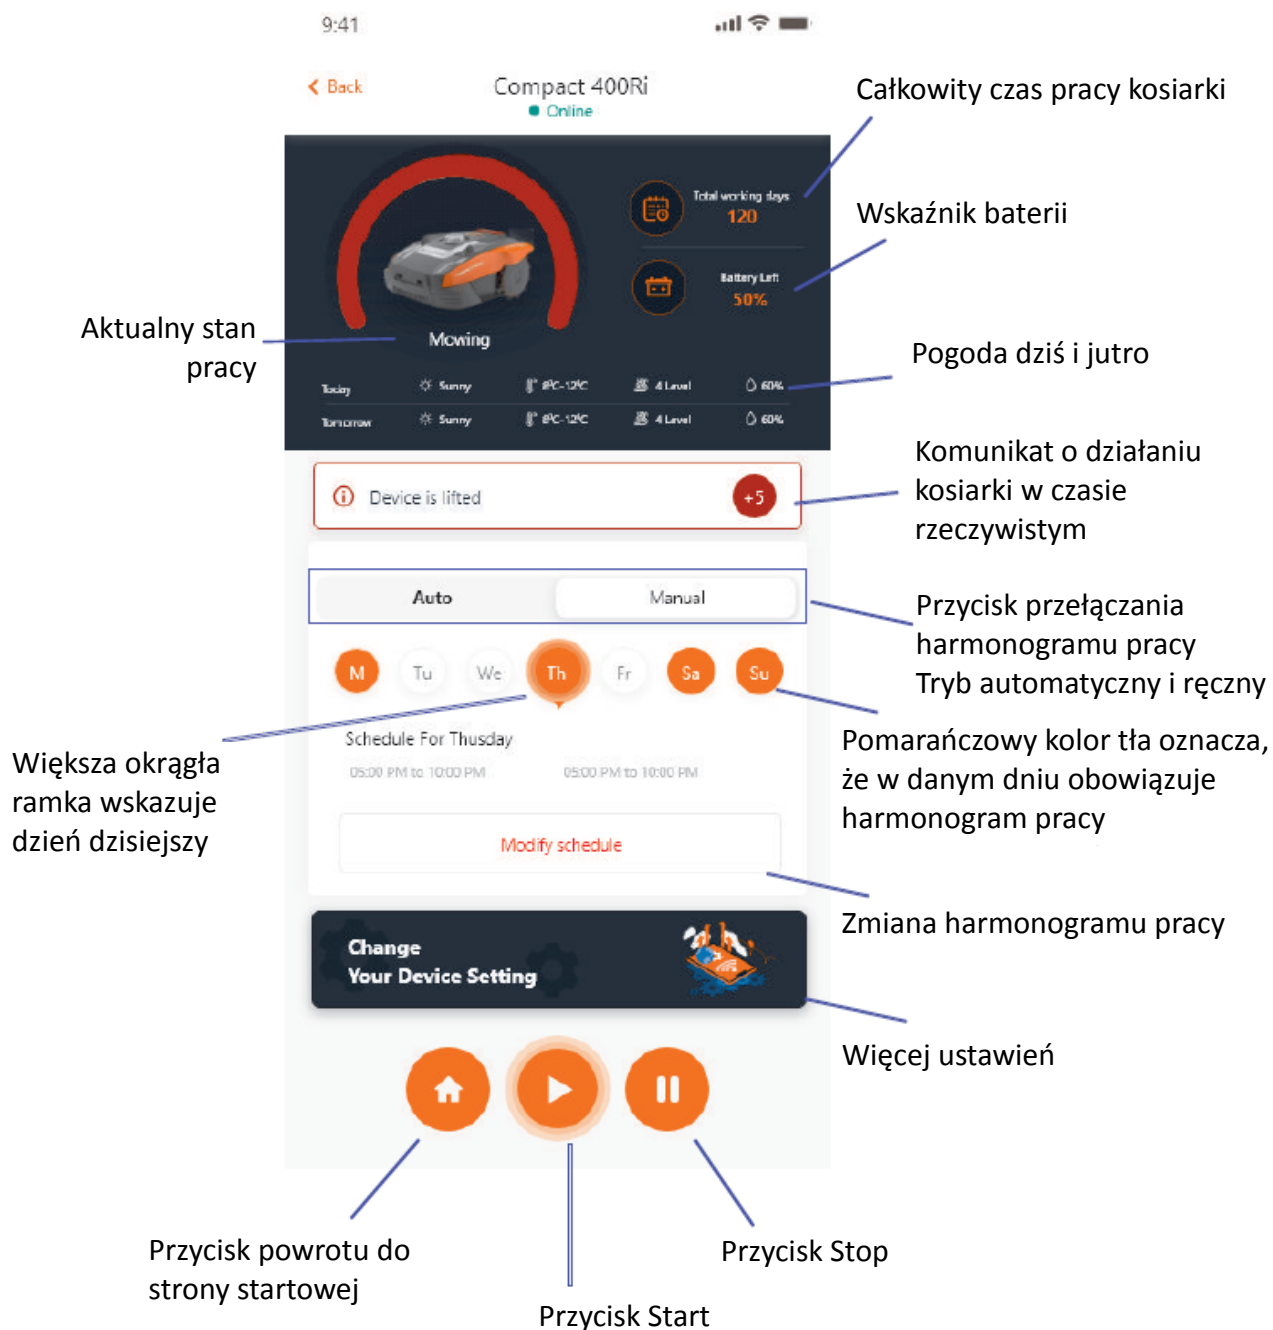 9:41
Back
Compact 400Ri
Online
Całkowity czas pracy kosiarki
Total working days
120
Wskaźnik baterii
Battery Left
50%
Aktualny stan
pracy
Mowing
Pogoda dziś i jutro
Today
Sunny
8°C-12°C
4 Level
60%
Tomorrow
Sunny
8°C-12°C
4 Level
60%
Komunikat o działaniu
kosiarki w czasie
rzeczywistym
Device is lifted
+5
Auto
Manual
Przycisk przełączania
harmonogramu pracy
Tryb automatyczny i ręczny
M
Tu
We
Th
Fr
Sa
Su
Schedule For Thusday
05:00 PM to 10:00 PM
05:00 PM to 10:00 PM
Większa okrągła
ramka wskazuje
dzień dzisiejszy
Pomarańczowy kolor tła oznacza,
że w danym dniu obowiązuje
harmonogram pracy
Modify schedule
Zmiana harmonogramu pracy
Change
Your Device Setting
Więcej ustawień
Przycisk powrotu do
strony startowej
Przycisk Stop
Przycisk Start